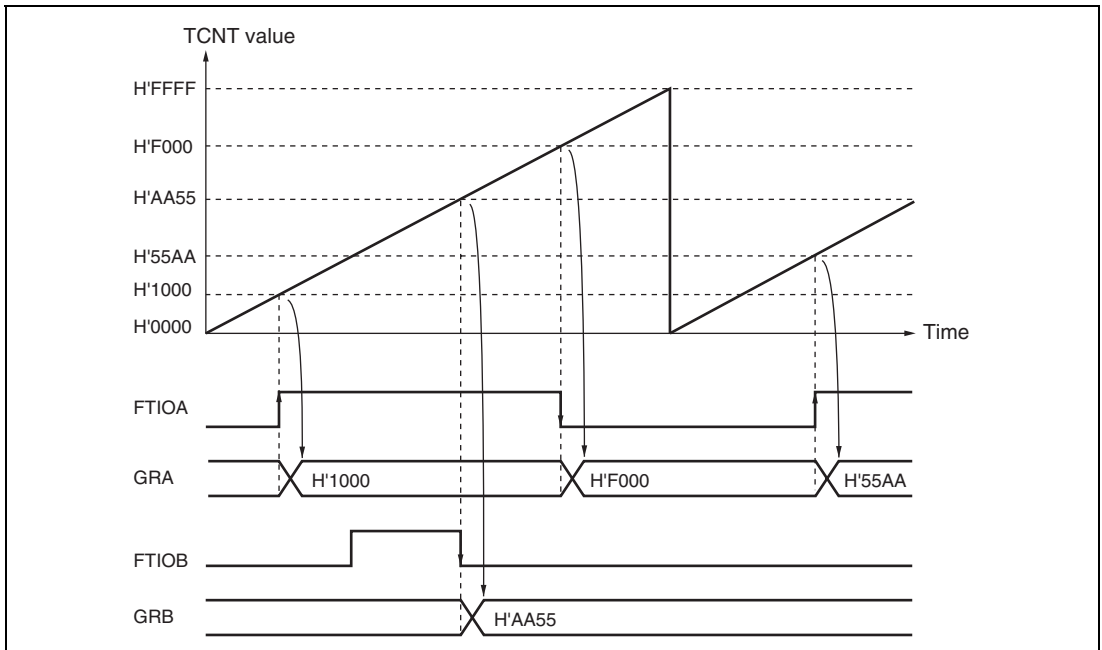 TCNT value
H'FFFF
H'F000
H'AA55
H'55AA
H'1000
H'0000
Time
FTIOA
GRA
H'1000
H'F000
H'55AA
FTIOB
GRB
H'AA55